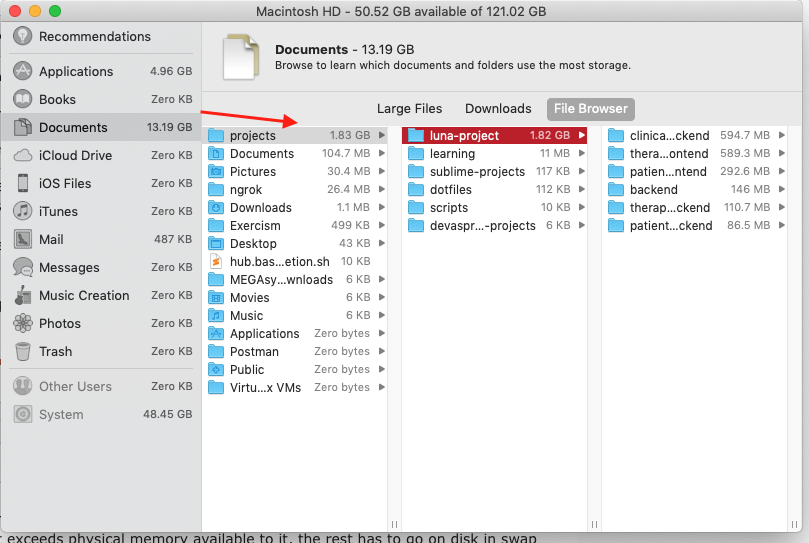 Macintosh HD - 50.52 GB available of 121.02 GB
Recommendations
Applications 4.96 GB
Books Zero KB
Documents 13.19 GB
iCloud Drive Zero KB
iOS Files Zero KB
iTunes Zero KB
Mail 487 KB
Messages Zero KB
Music Creation Zero KB
Photos Zero KB
Trash Zero KB
Other Users Zero KB
System 48.45 GB
Documents - 13.19 GB
Browse to learn which documents and folders use the most storage.
Large Files Downloads File Browser
projects 1.83 GB
Documents 104.7 MB
Pictures 30.4 MB
ngrok 26.4 MB
Downloads 1.1 MB
Exercism 499 KB
Desktop 43 KB
hub.bas...etion.sh 10 KB
MEGAsy...wnloads 6 KB
Movies 6 KB
Music 6 KB
Applications Zero bytes
Postman Zero bytes
Public Zero bytes
Virtu...x VMs Zero bytes
luna-project 1.82 GB
learning 11 MB
sublime-projects 117 KB
dotfiles 112 KB
scripts 10 KB
devaspr...-projects 6 KB
clinica...ckend 594.7 MB
thera...ontend 589.3 MB
patien...ntend 292.6 MB
backend 146 MB
therap...ckend 110.7 MB
patient...ckend 86.5 MB
exceeds physical memory available to it, the rest has to go on disk in swap